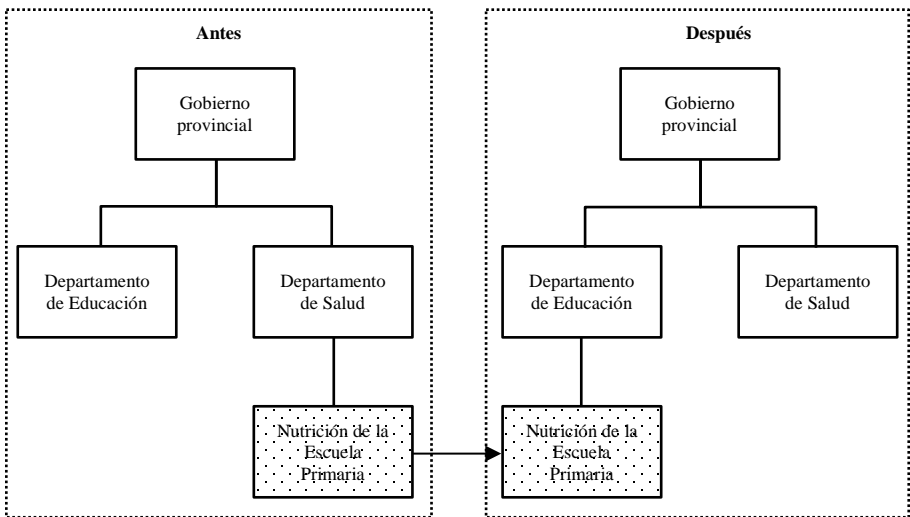 Antes
Gobierno
provincial
Departamento
de Educación
Departamento
de Salud
Nutrición de la
Escuela
Primaria
Después
Gobierno
provincial
Departamento
de Educación
Departamento
de Salud
Nutrición de la
Escuela
Primaria